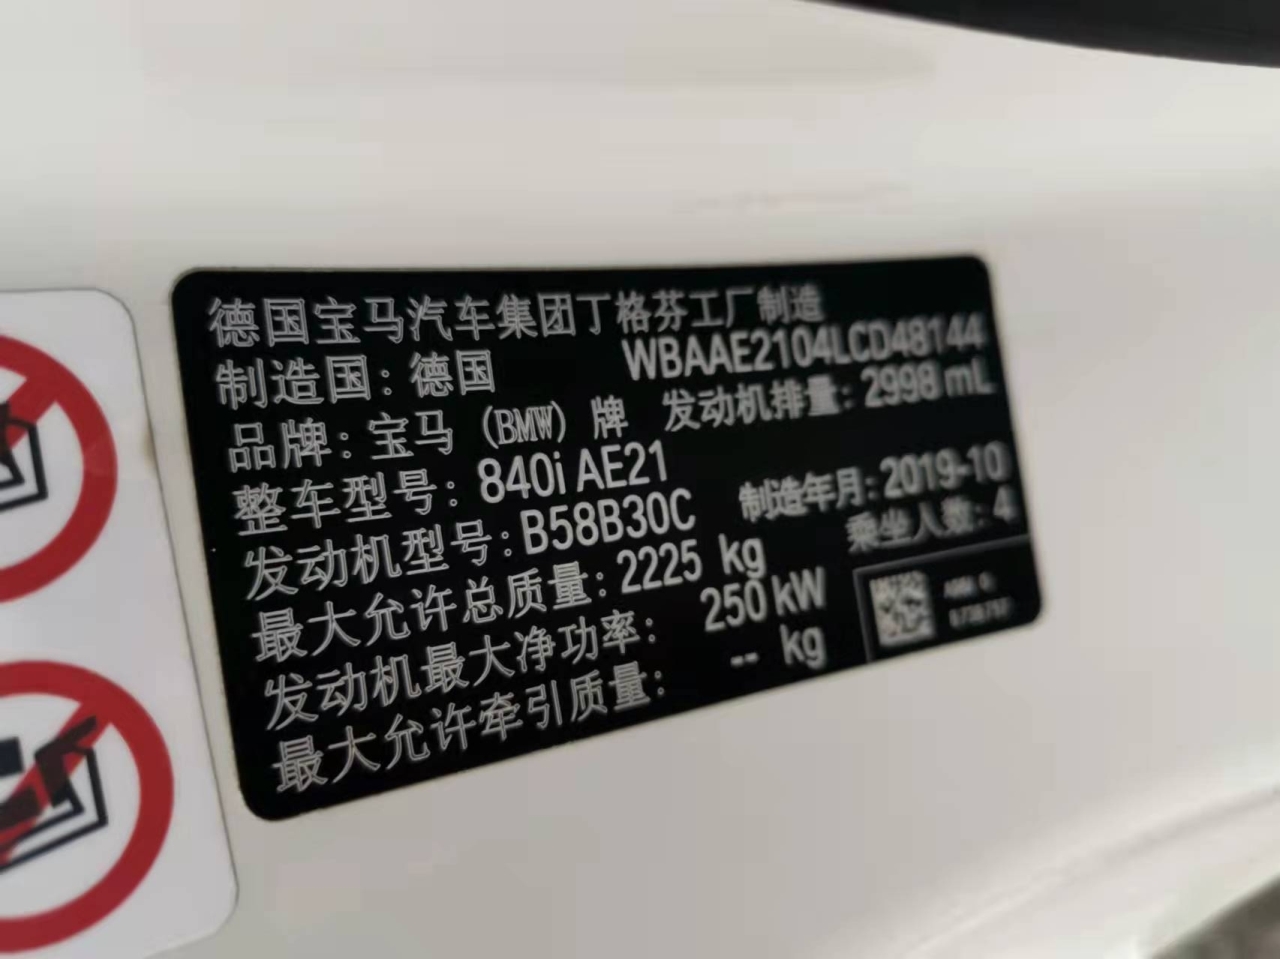 德国宝马汽车集团丁格芬工厂制造
制造国：德国 WBAAE2104LCD48144
品牌：宝马（BMW）牌 发动机排量：2998 mL
整车型号：840i AE21
发动机型号：B58B30C 制造年月：2019-10
最大允许总质量：2225 kg 乘坐人数：4
发动机最大净功率： 250 kW
最大允许牵引质量： -- kg